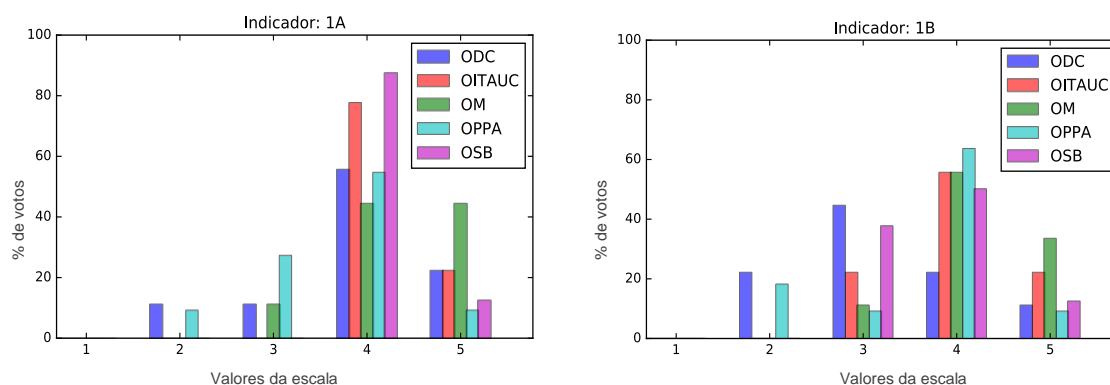 Indicador: 1A
100
80
60
40
20
0
% de votos
ODC
OITAUC
OM
OPPA
OSB
1 2 3 4 5
Valores da escala
Indicador: 1B
100
80
60
40
20
0
% de votos
ODC
OITAUC
OM
OPPA
OSB
1 2 3 4 5
Valores da escala